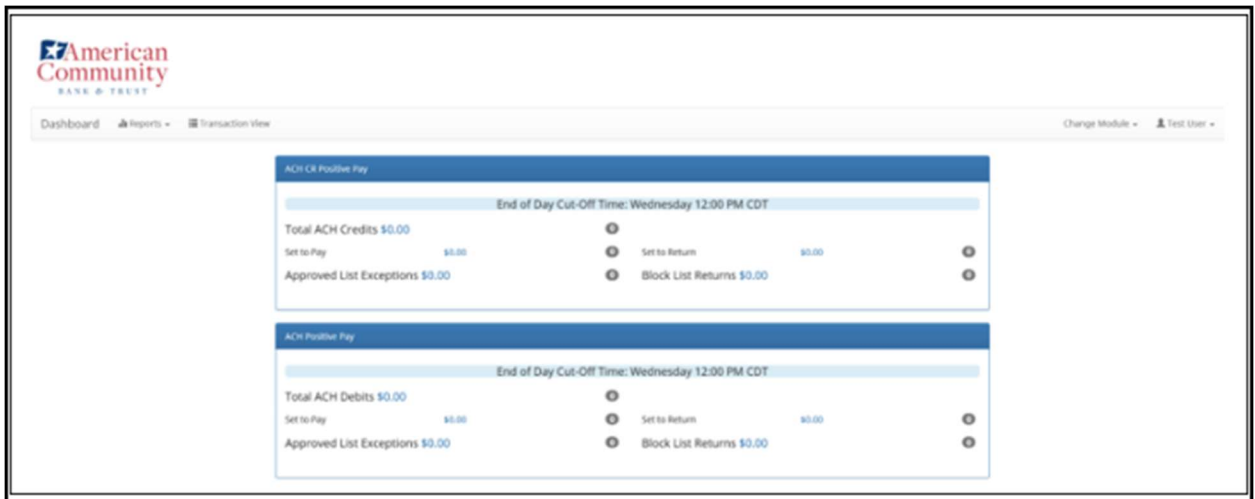 American
Community
BANK & TRUST
Dashboard Reports Transaction View Change Module Test User
ACH CR Positive Pay
End of Day Cut-Off Time: Wednesday 12:00 PM CDT
Total ACH Credits $0.00 0
Set to Pay $0.00 0 Set to Return $0.00 0
Approved List Exceptions $0.00 0 Block List Returns $0.00 0
ACH Positive Pay
End of Day Cut-Off Time: Wednesday 12:00 PM CDT
Total ACH Debits $0.00 0
Set to Pay $0.00 0 Set to Return $0.00 0
Approved List Exceptions $0.00 0 Block List Returns $0.00 0